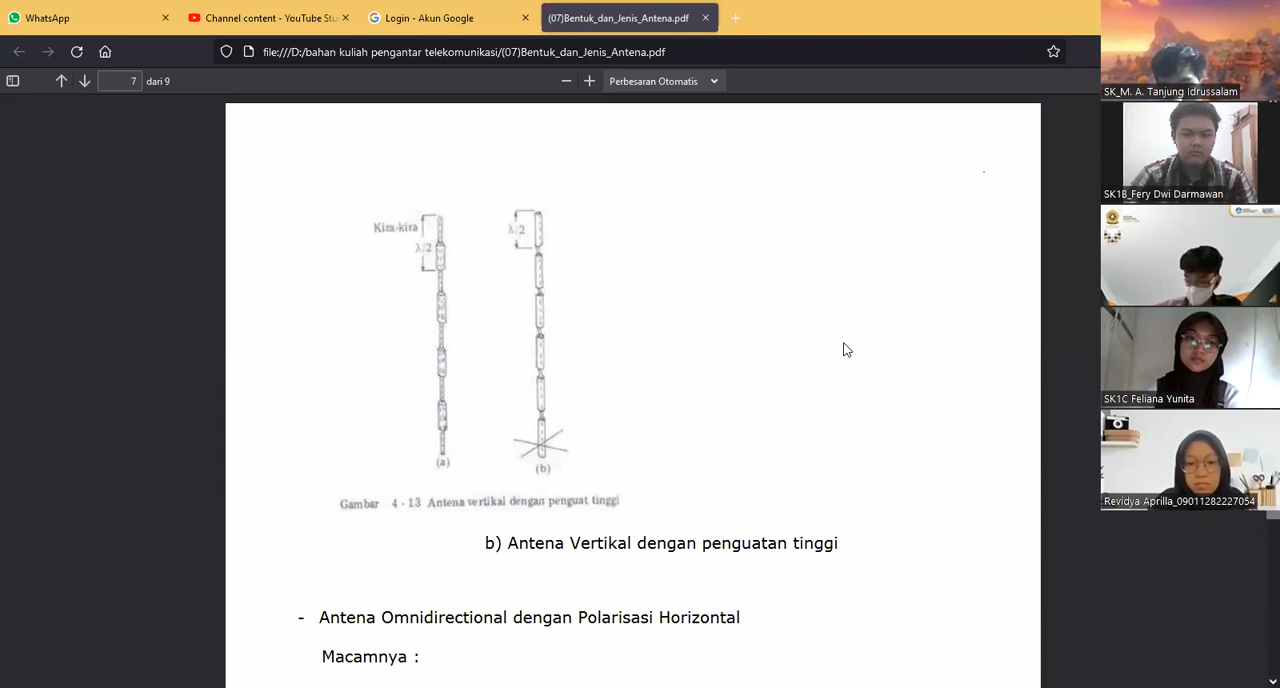 WhatsApp
Channel content - YouTube Stu
Login - Akun Google
(07)Bentuk_dan_Jenis_Antena.pdf
file:///D:/bahan kuliah pengantar telekomunikasi/(07)Bentuk_dan_Jenis_Antena.pdf
7 dari 9
Perbesaran Otomatis
Kira-kira
λ/2
λ/2
(a)
(b)
Gambar 4 - 13 Antena vertikal dengan penguat tinggi
b) Antena Vertikal dengan penguatan tinggi
- Antena Omnidirectional dengan Polarisasi Horizontal
Macamnya :
SK_M. A. Tanjung Idrussalam
SK1B_Fery Dwi Darmawan
SK1C Feliana Yunita
Revidya Aprilla_09011282227054